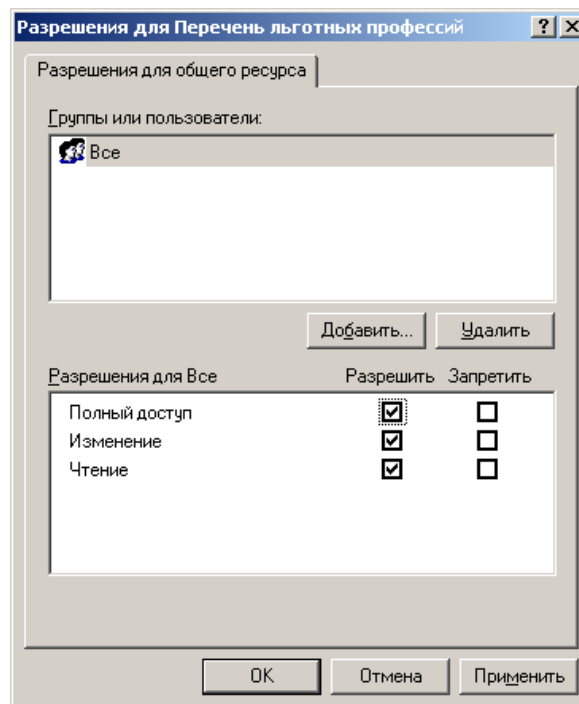 Разрешения для Перечень льготных профессий
Разрешения для общего ресурса
Группы или пользователи:
Все
Добавить... Удалить
Разрешения для Все Разрешить Запретить
Полный доступ
Изменение
Чтение
OK Отмена Применить